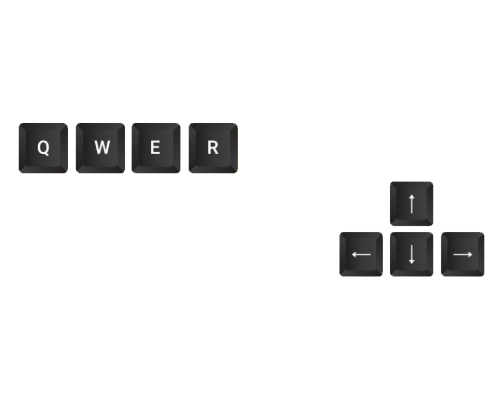 Q W E R
↑
← ↓ →